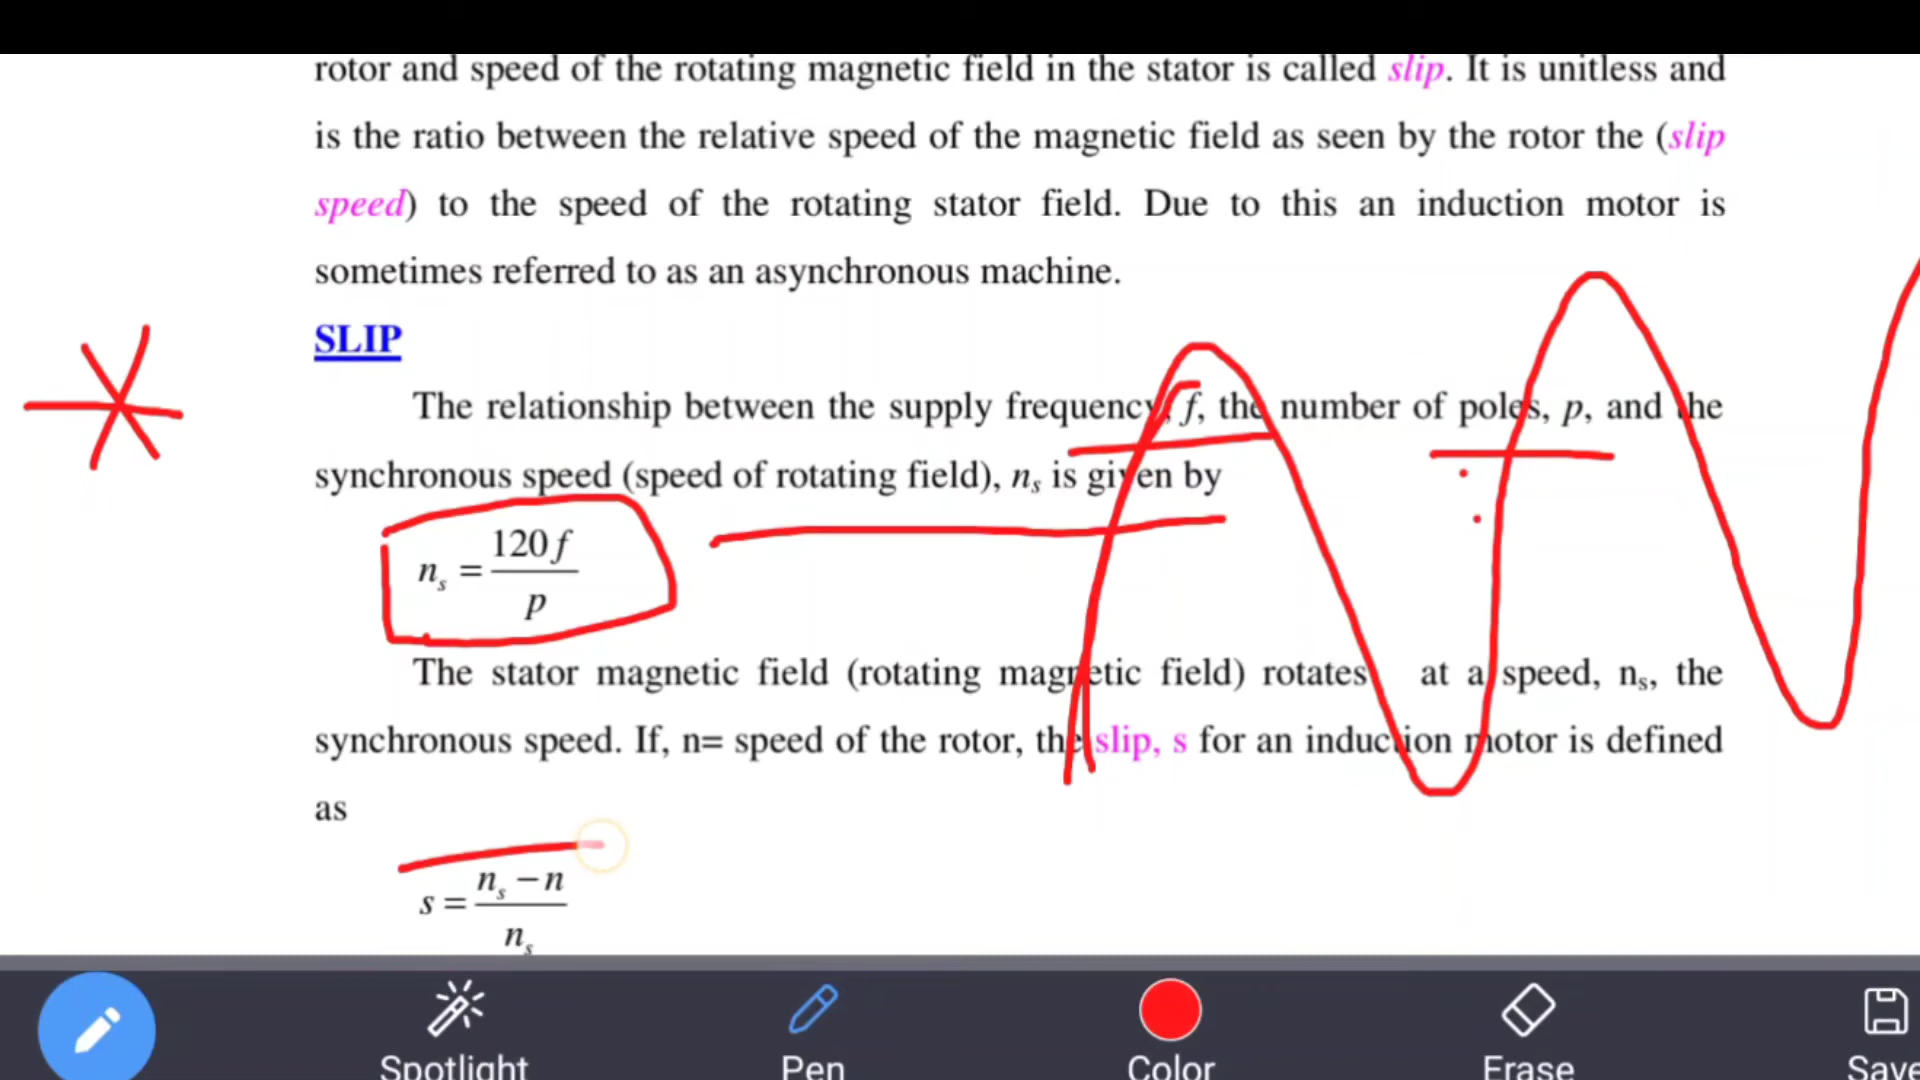 rotor and speed of the rotating magnetic field in the stator is called slip. It is unitless and
is the ratio between the relative speed of the magnetic field as seen by the rotor the (slip
speed) to the speed of the rotating stator field. Due to this an induction motor is
sometimes referred to as an asynchronous machine.
SLIP
The relationship between the supply frequency, f, the number of poles, p, and the
synchronous speed (speed of rotating field), nₛ is given by
nₛ = 120f / p
The stator magnetic field (rotating magnetic field) rotates at a speed, nₛ, the
synchronous speed. If, n= speed of the rotor, the slip, s for an induction motor is defined
as
s = (nₛ − n) / nₛ
Spotlight Pen Color Erase Save